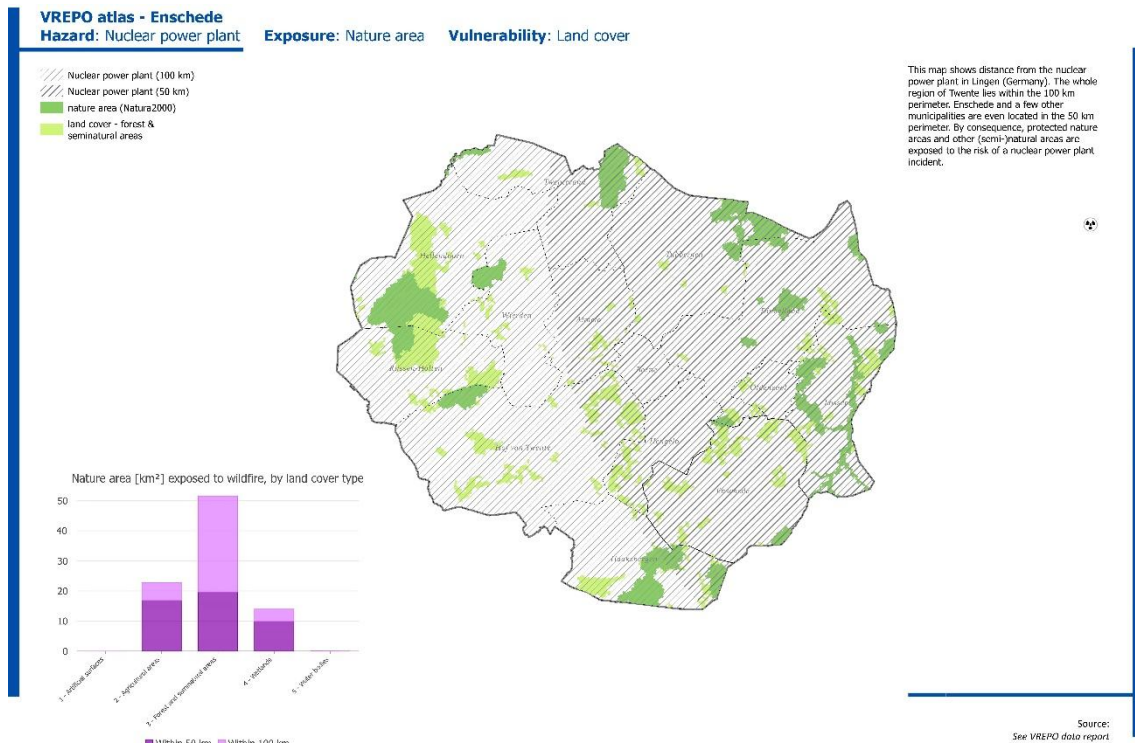 VREPO atlas - Enschede
Hazard: Nuclear power plant Exposure: Nature area Vulnerability: Land cover
Nuclear power plant (100 km)
Nuclear power plant (50 km)
nature area (Natura2000)
land cover - forest &
seminatural areas
This map shows distance from the nuclear
power plant in Lingen (Germany). The whole
region of Twente lies within the 100 km
perimeter. Enschede and a few other
municipalities are even located in the 50 km
perimeter. By consequence, protected nature
areas and other (semi-)natural areas are
exposed to the risk of a nuclear power plant
incident.
Twenterand
Hellendoorn
Tubbergen
Wierden
Almelo
Dinkelland
Rijssen-Holten
Borne
Oldenzaal
Losser
Hengelo
Hof van Twente
Enschede
Haaksbergen
Nature area [km²] exposed to wildfire, by land cover type
50
40
30
20
10
0
1 - Artificial surfaces
2 - Agricultural areas
3 - Forest and seminatural areas
4 - Wetlands
5 - Water bodies
Within 50 km Within 100 km
Source:
See VREPO data report